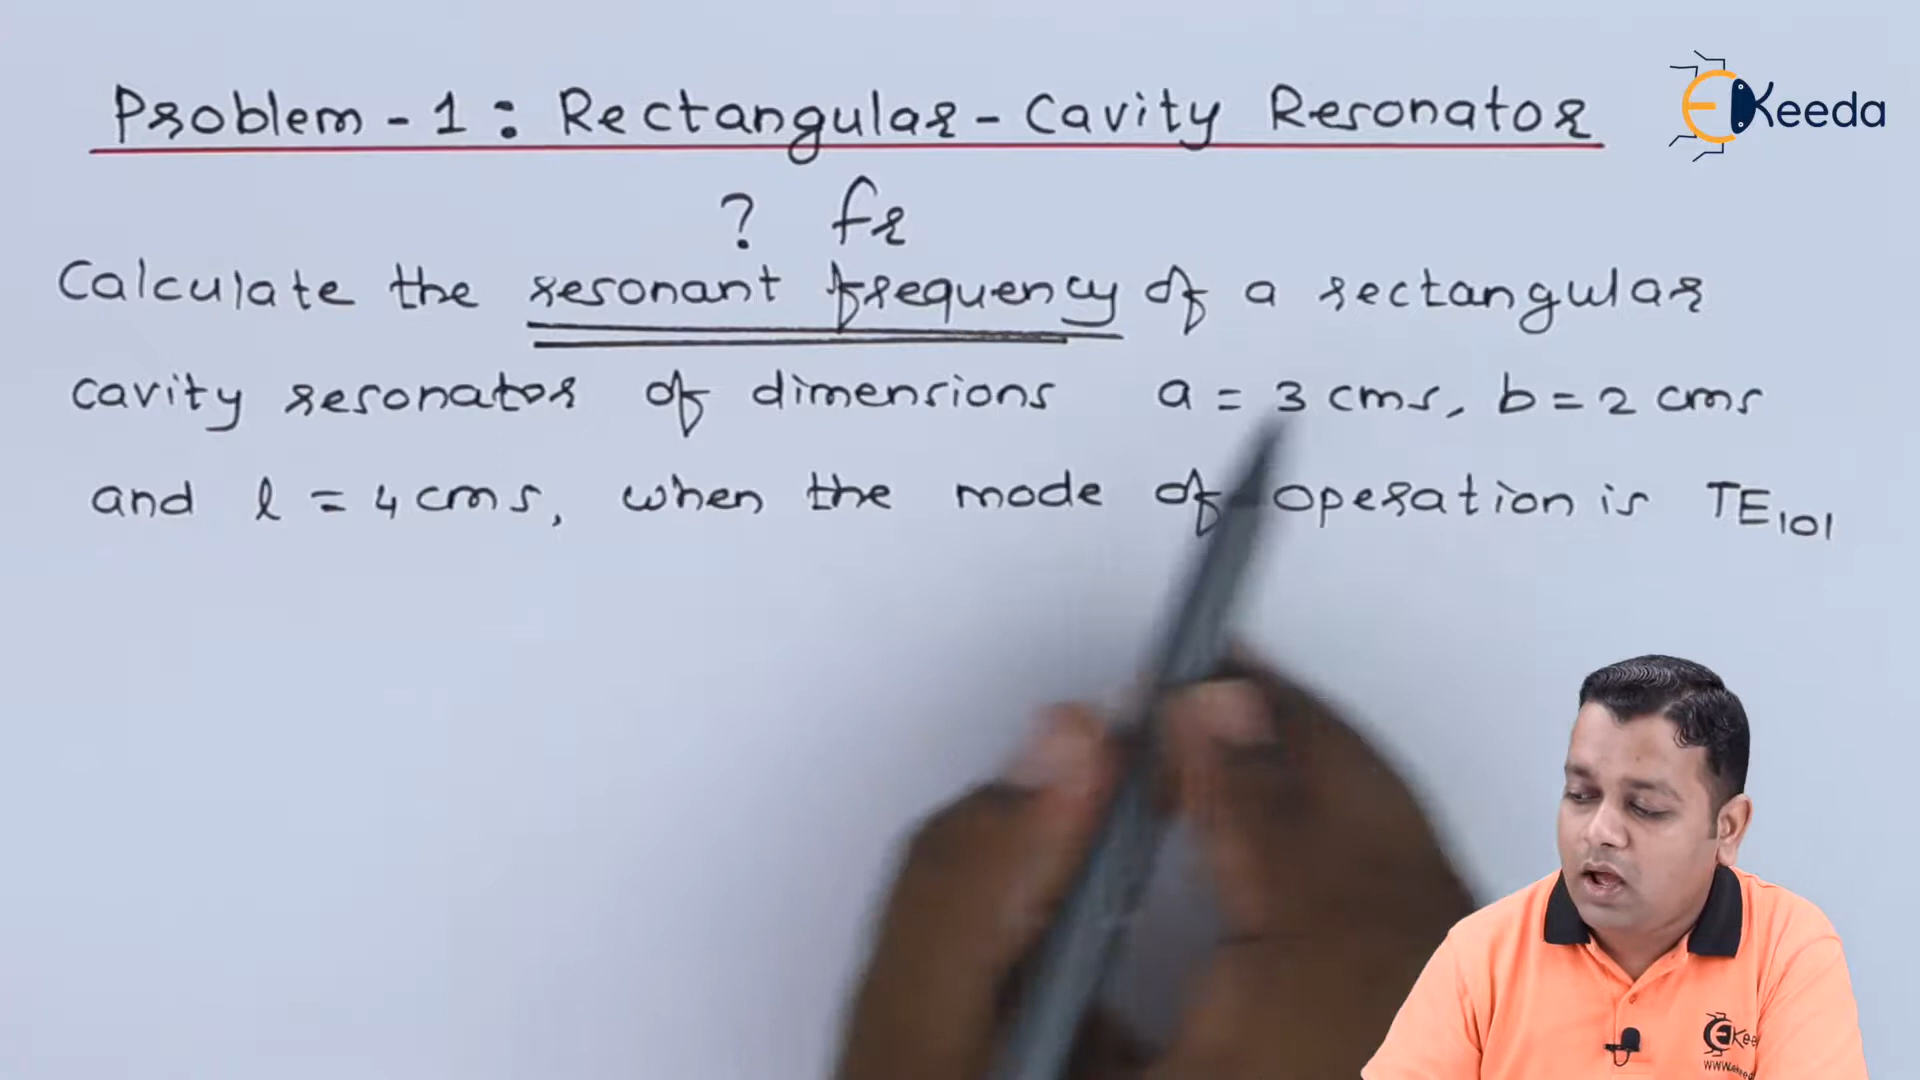 Problem - 1 : Rectangular - Cavity Resonator
EKeeda
? fr
Calculate the resonant frequency of a rectangular
cavity resonator of dimensions a = 3 cms, b = 2 cms
and l = 4 cms, when the mode of operation is TE101